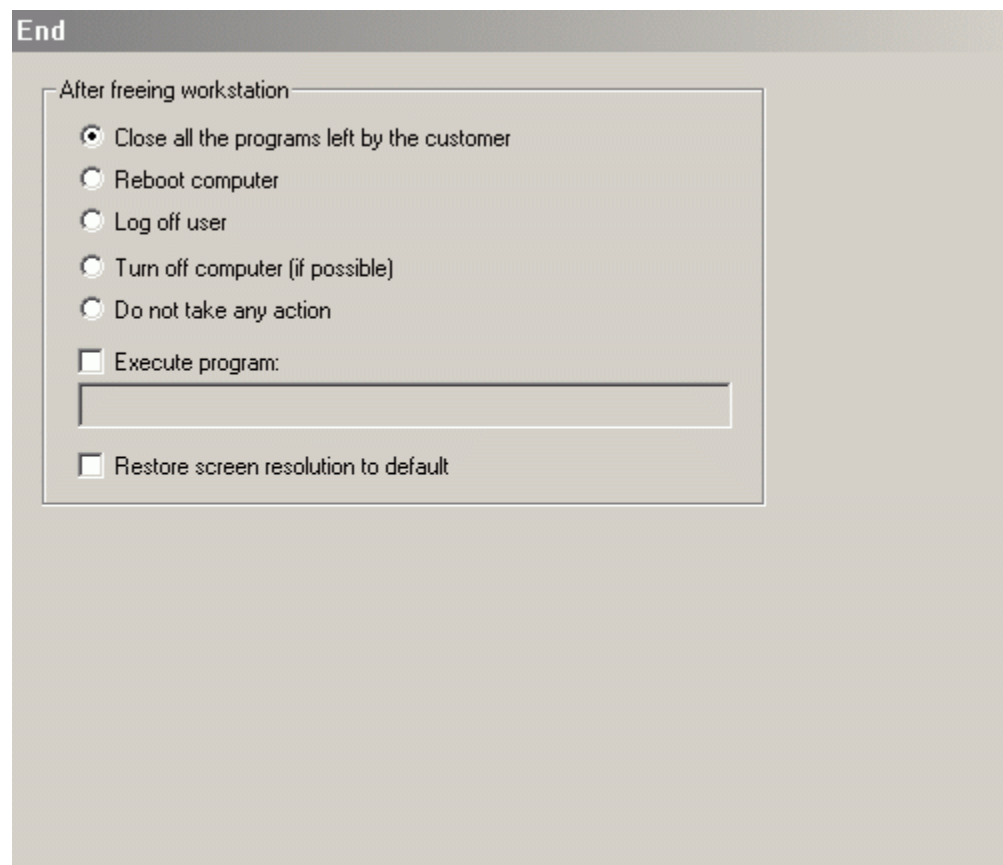 End
After freeing workstation
Close all the programs left by the customer
Reboot computer
Log off user
Turn off computer (if possible)
Do not take any action
Execute program:
Restore screen resolution to default